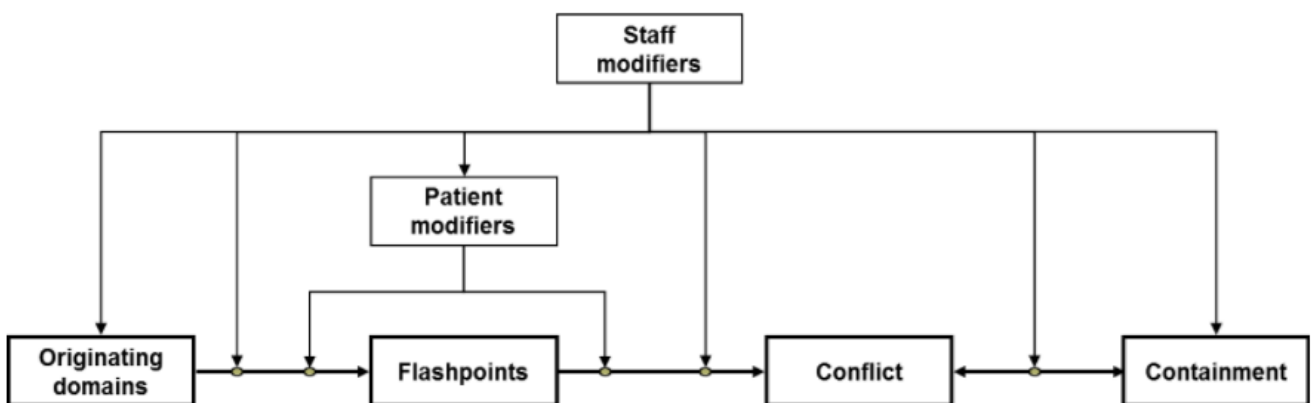 Staff
modifiers
Patient
modifiers
Originating
domains
Flashpoints
Conflict
Containment